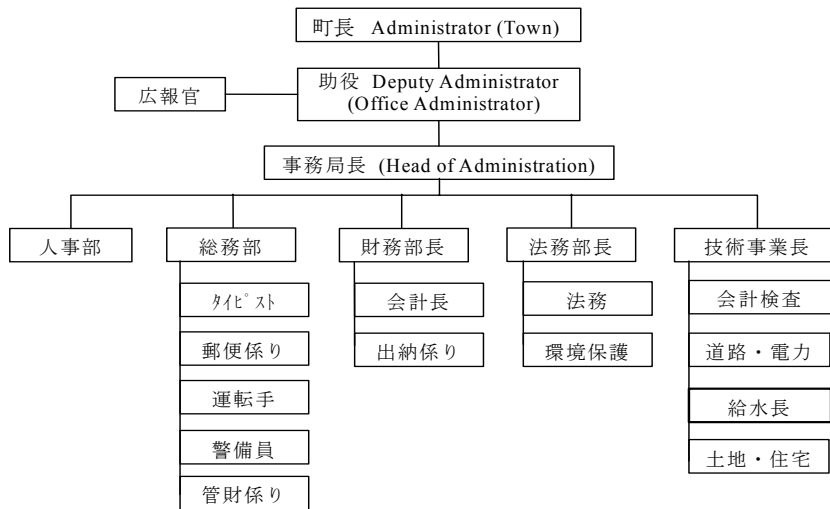 町長 Administrator (Town)
広報官
助役 Deputy Administrator
(Office Administrator)
事務局長 (Head of Administration)
人事部
総務部
財務部長
法務部長
技術事業長
ﾀｲﾋﾟｽﾄ
会計長
法務
会計検査
郵便係り
出納係り
環境保護
道路・電力
運転手
給水長
警備員
土地・住宅
管財係り